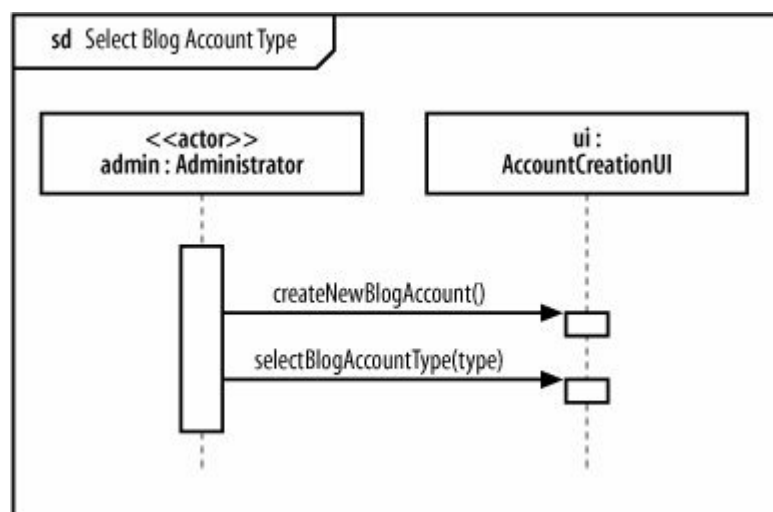 sd Select Blog Account Type
<<actor>>
admin : Administrator
ui :
AccountCreationUI
createNewBlogAccount()
selectBlogAccountType(type)